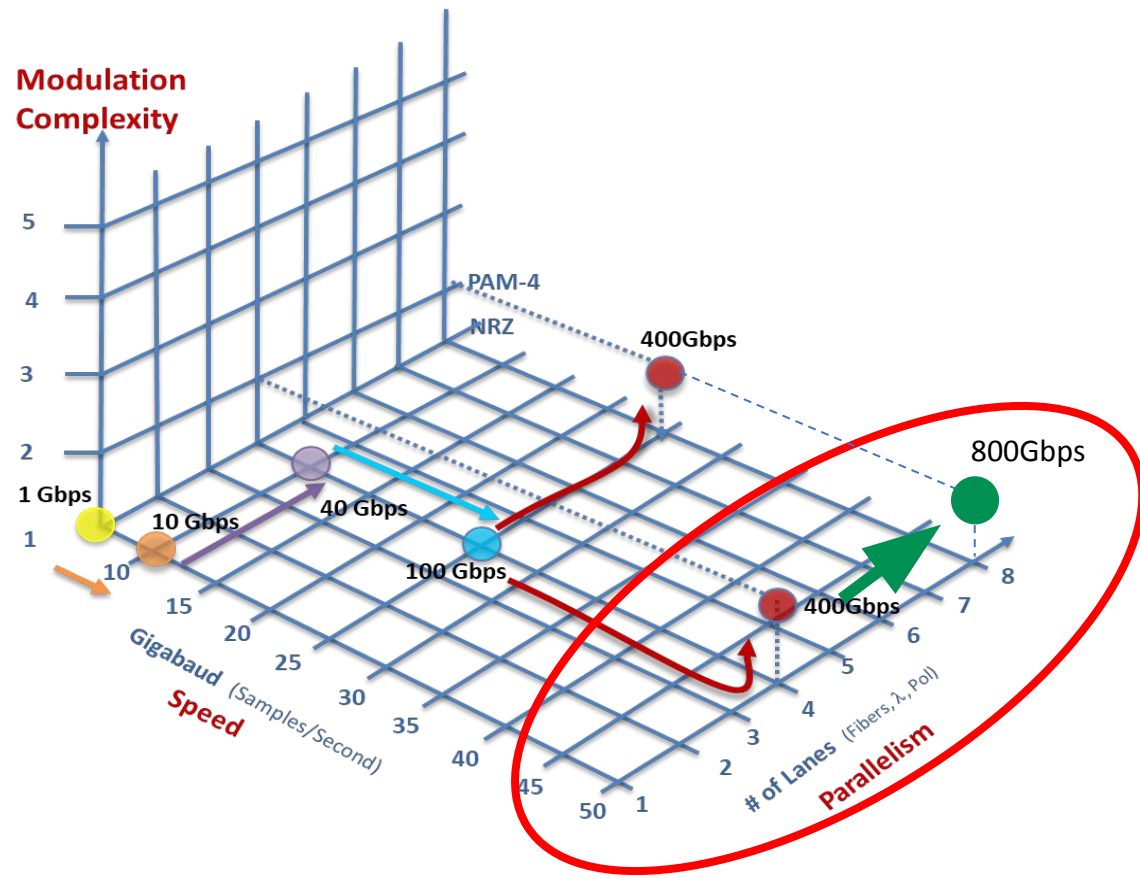 Modulation
Complexity
5
4
3
2
1
PAM-4
NRZ
400Gbps
800Gbps
1 Gbps
10 Gbps
40 Gbps
100 Gbps
400Gbps
10
15
20
25
30
35
40
45
50
Gigabaud (Samples/Second)
Speed
1
2
3
4
5
6
7
8
# of Lanes (Fibers, λ, Pol)
Parallelism